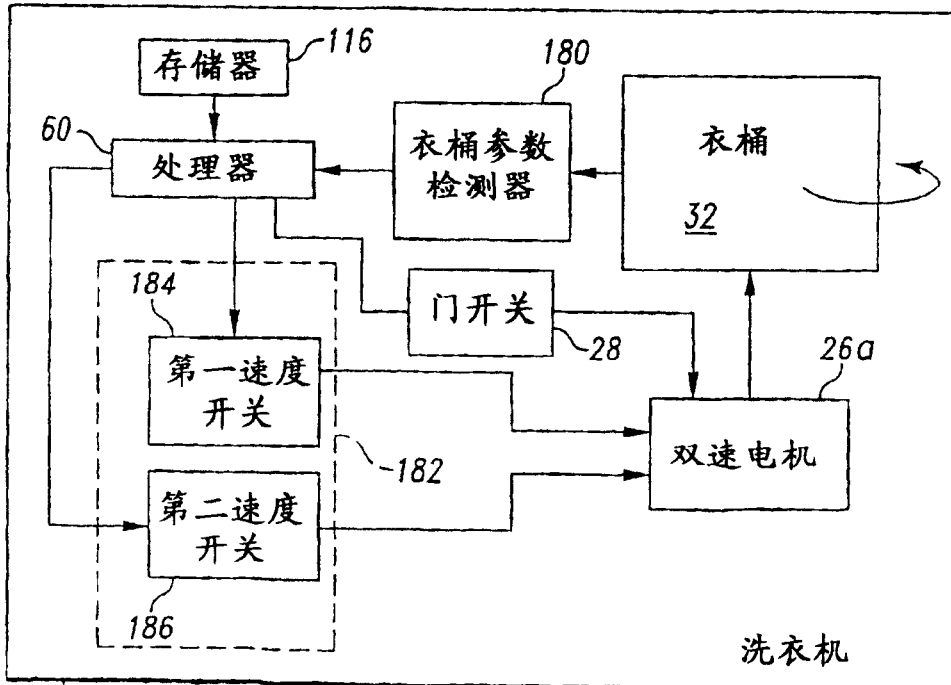 116
存储器
180
60
处理器
衣桶参数
检测器
衣桶
32
184
门开关
28
26a
第一速度
开关
双速电机
182
第二速度
开关
186
洗衣机